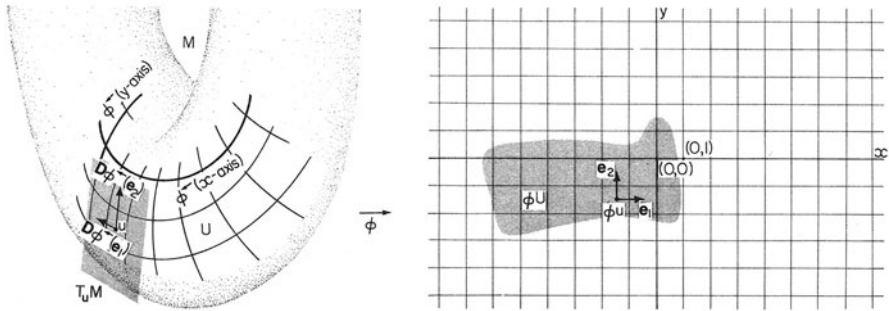 M
ϕ←(y-axis)
ϕ←(x-axis)
Dϕ←(e₂)
u
U
Dϕ←(e₁)
TᵤM
ϕ
y
x
(0,1)
(0,0)
e₂
ϕU
ϕu
e₁